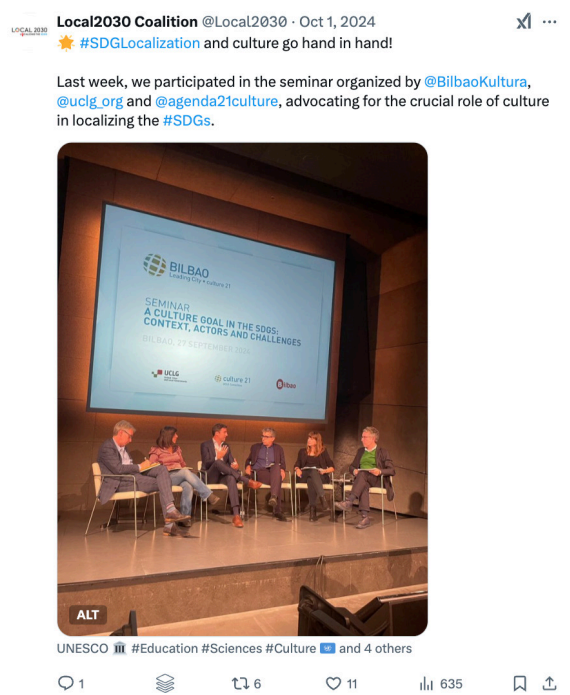 Local2030 Coalition @Local2030 · Oct 1, 2024
LOCAL 2030
#SDGLocalization and culture go hand in hand!
Last week, we participated in the seminar organized by @BilbaoKultura,
@uclg_org and @agenda21culture, advocating for the crucial role of culture
in localizing the #SDGs.
BILBAO
Leading City • culture 21
SEMINAR
A CULTURE GOAL IN THE SDGS:
CONTEXT, ACTORS AND CHALLENGES
BILBAO, 27 SEPTEMBER
UCLG
culture 21
Bilbao
ALT
UNESCO 🏛️ #Education #Sciences #Culture 🇺🇳 and 4 others
1
6
11
635